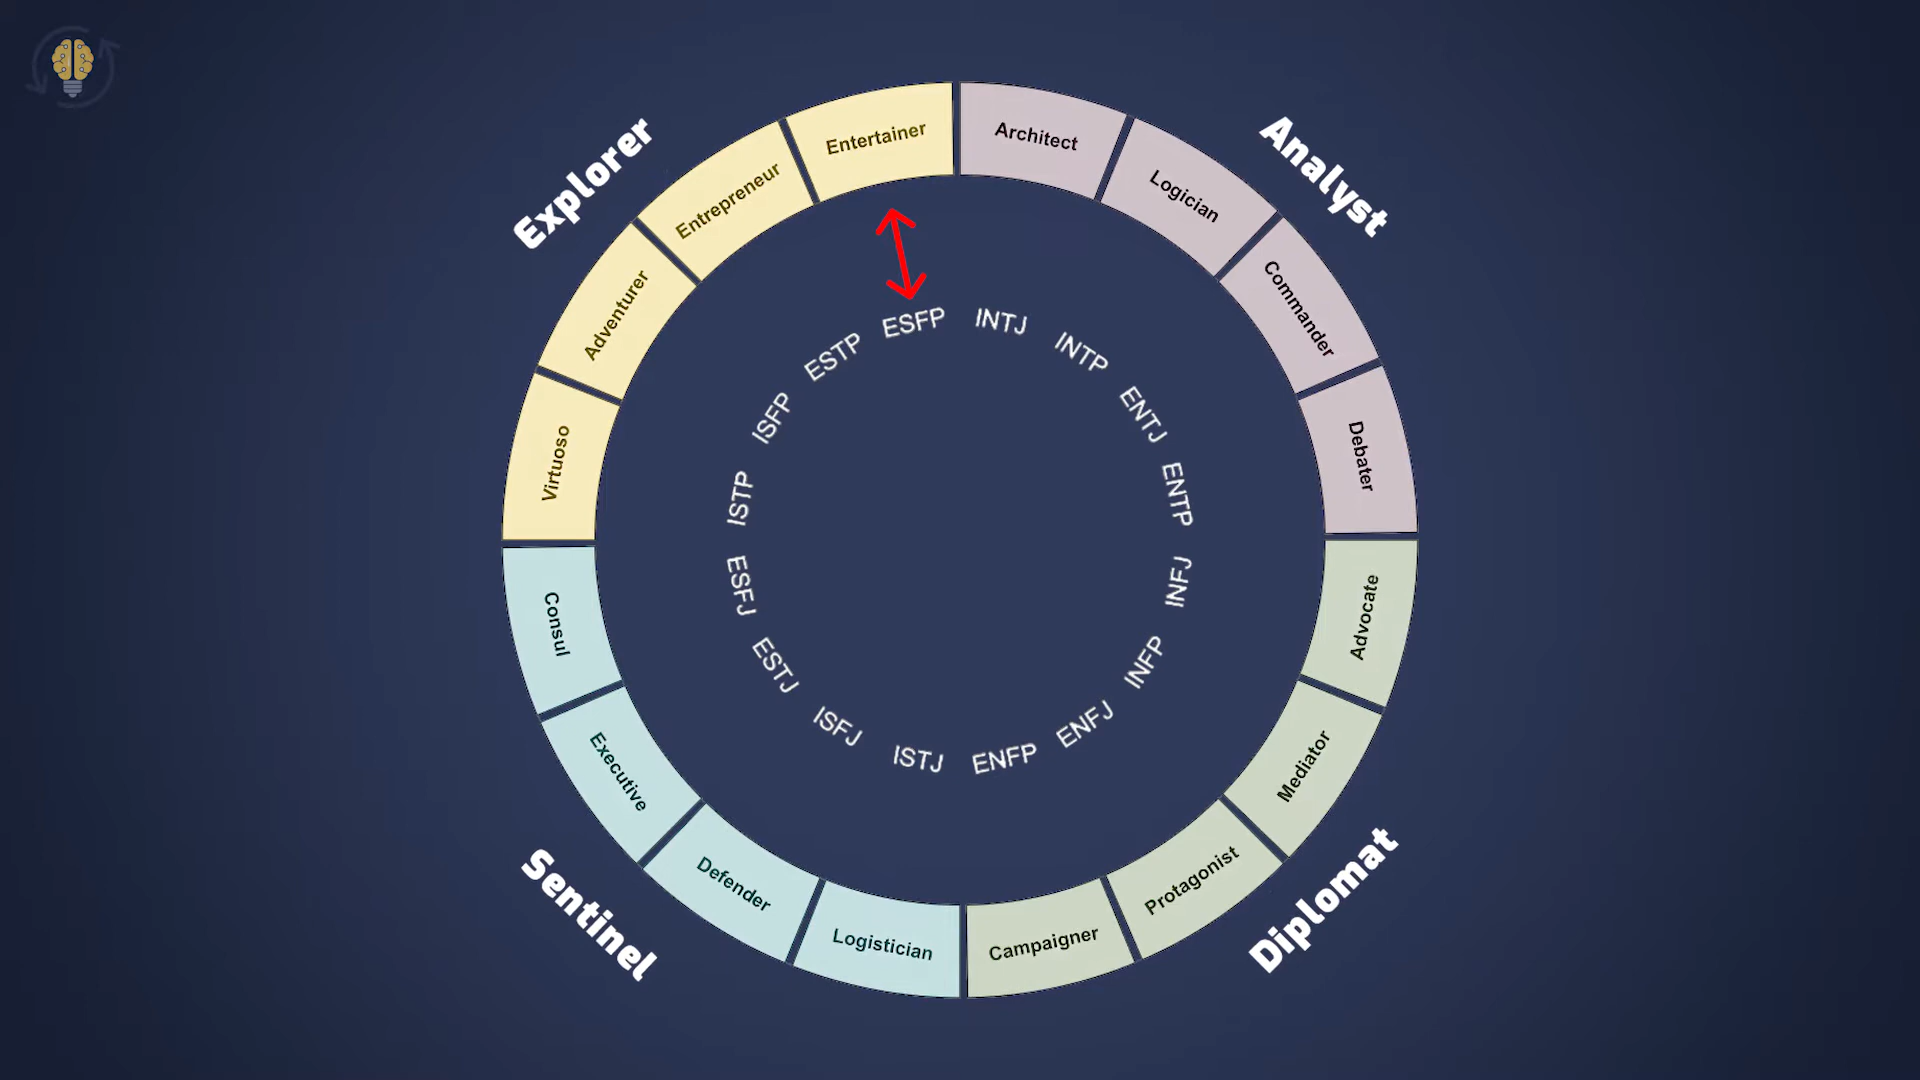 Explorer
Analyst
Entertainer
Architect
Entrepreneur
Logician
Adventurer
Commander
Virtuoso
Debater
Consul
Advocate
Executive
Mediator
Defender
Protagonist
Logistician
Campaigner
ESFP
INTJ
ESTP
INTP
ISFP
ENTJ
ISTP
ENTP
ESFJ
INFJ
ESTJ
INFP
ISFJ
ENFJ
ISTJ
ENFP
Sentinel
Diplomat